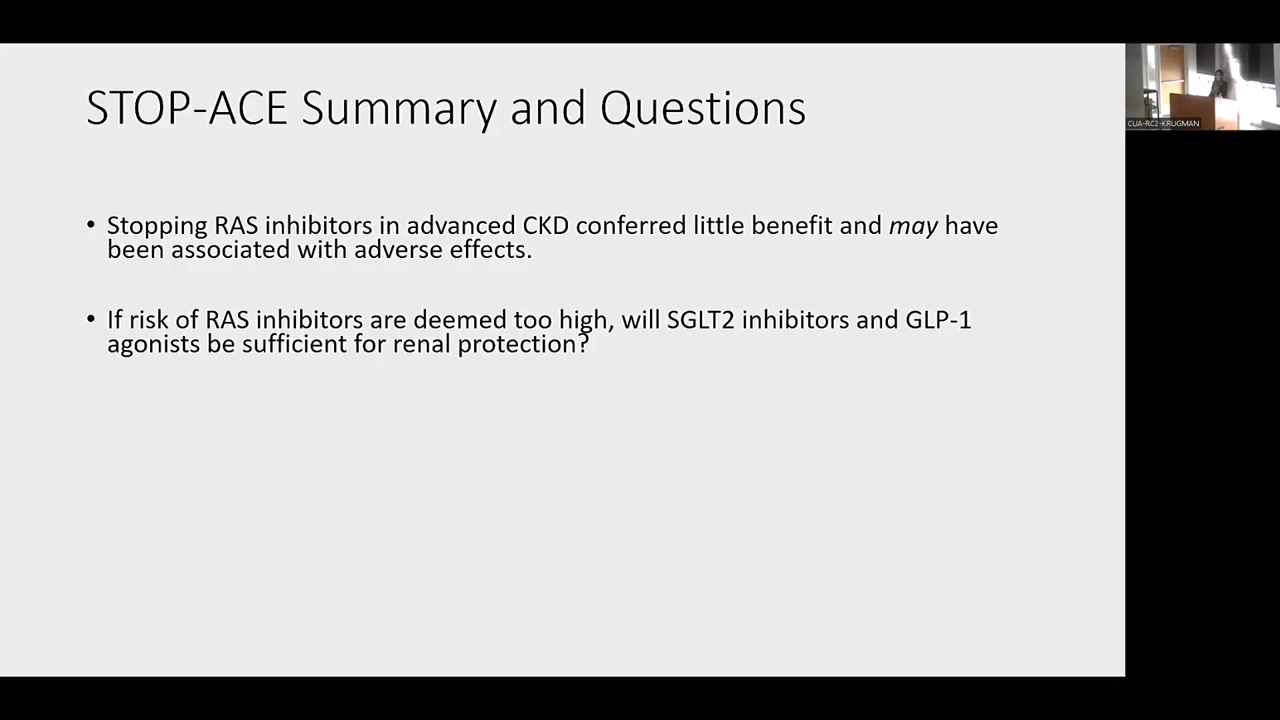 STOP-ACE Summary and Questions
• Stopping RAS inhibitors in advanced CKD conferred little benefit and may have
been associated with adverse effects.
• If risk of RAS inhibitors are deemed too high, will SGLT2 inhibitors and GLP-1
agonists be sufficient for renal protection?
CUA-RC2-KRUGMAN